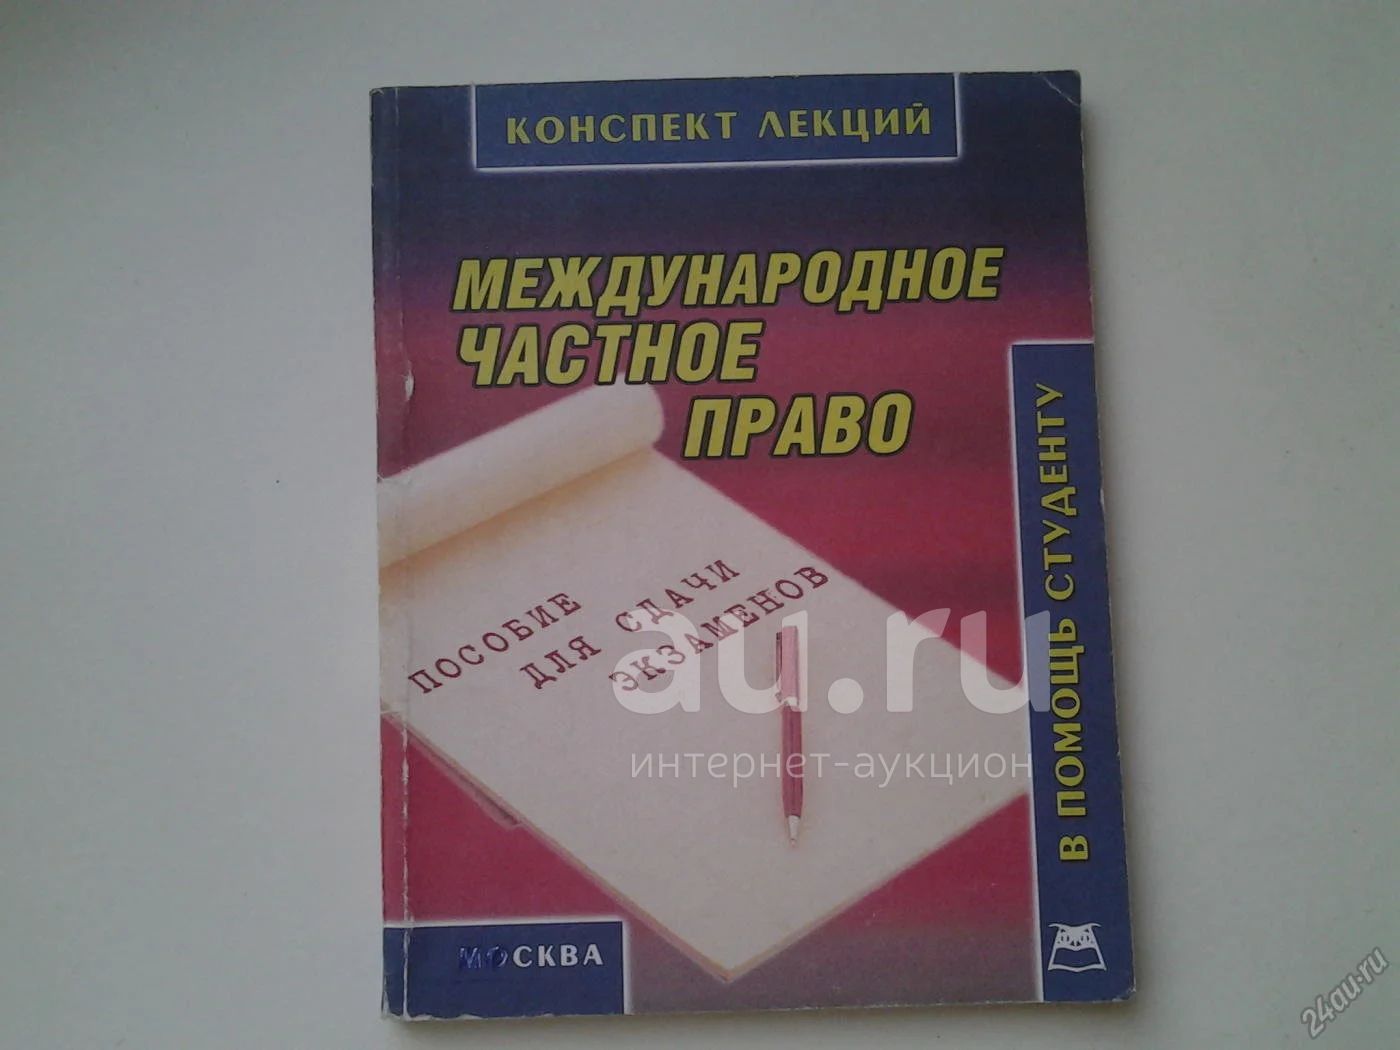 КОНСПЕКТ ЛЕКЦИЙ
МЕЖДУНАРОДНОЕ
ЧАСТНОЕ
ПРАВО
ПОСОБИЕ
ДЛЯ СДАЧИ
ЭКЗАМЕНОВ
В ПОМОЩЬ СТУДЕНТУ
МОСКВА
au.ru
интернет-аукцион
24au.ru